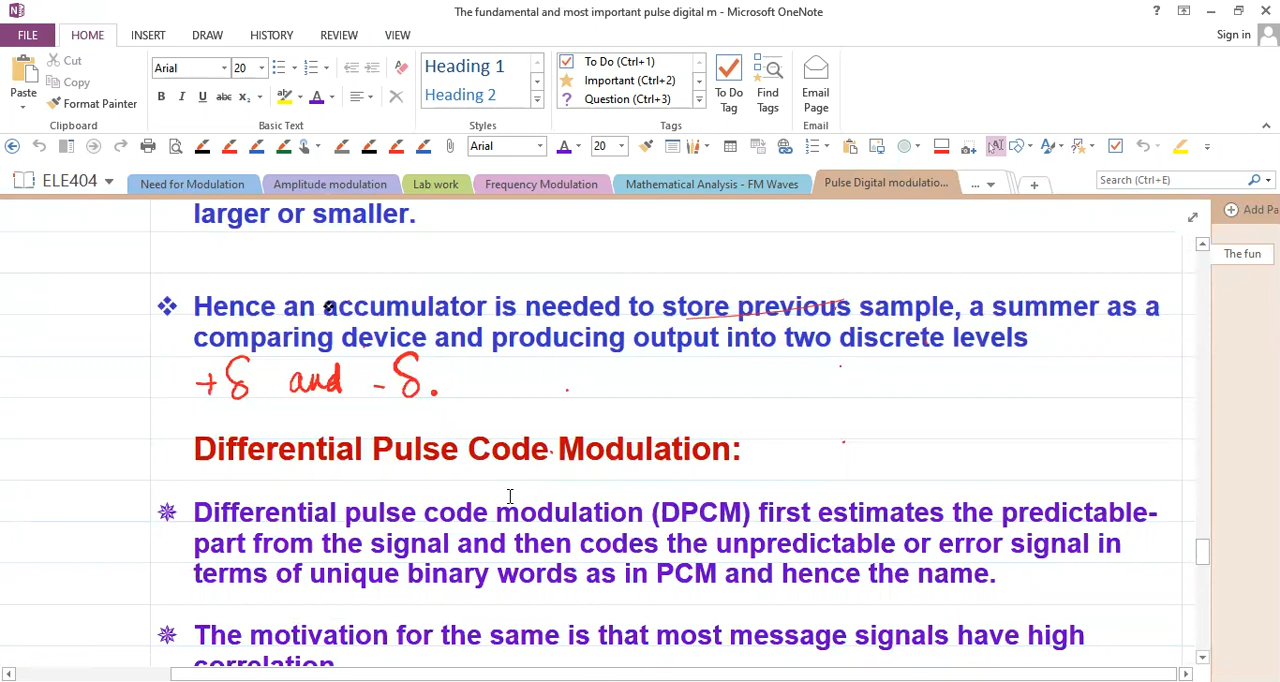 The fundamental and most important pulse digital m - Microsoft OneNote
?
Sign in
FILE HOME INSERT DRAW HISTORY REVIEW VIEW
Paste
Cut
Copy
Format Painter
Clipboard
Arial 20
B I U abc X₂ A
Basic Text
Heading 1
Heading 2
Styles
To Do (Ctrl+1)
Important (Ctrl+2)
? Question (Ctrl+3)
Tags
To Do Tag
Find Tags
Email Page
Email
Arial A 20
ELE404 Need for Modulation Amplitude modulation Lab work Frequency Modulation Mathematical Analysis - FM Waves Pulse Digital modulatio... ... + Search (Ctrl+E)
Add Pa
The fun
larger or smaller.
❖ Hence an accumulator is needed to store previous sample, a summer as a
comparing device and producing output into two discrete levels
+δ and -δ.
Differential Pulse Code Modulation:
Differential pulse code modulation (DPCM) first estimates the predictable-
part from the signal and then codes the unpredictable or error signal in
terms of unique binary words as in PCM and hence the name.
The motivation for the same is that most message signals have high
correlation